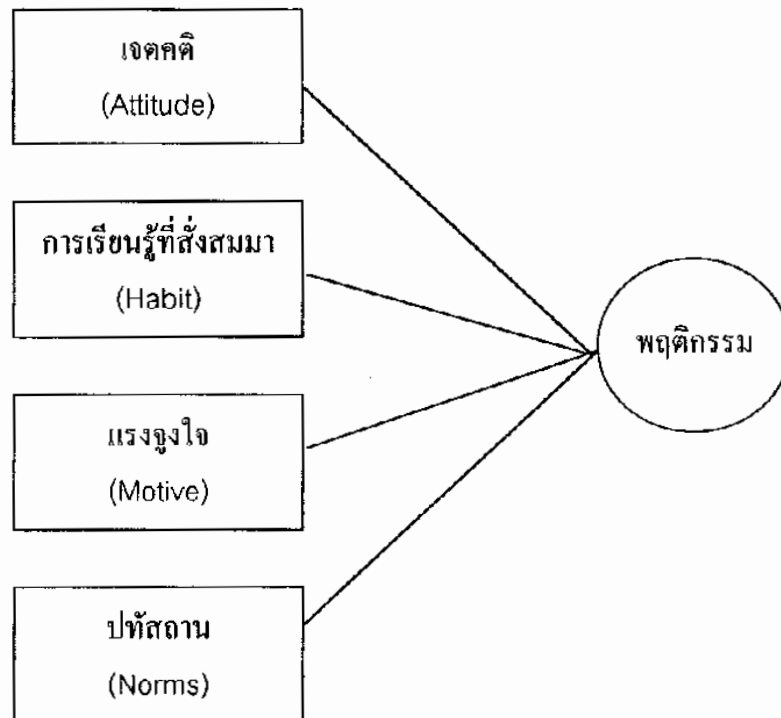 เจตคติ
(Attitude)
การเรียนรู้ที่สั่งสมมา
(Habit)
แรงจูงใจ
(Motive)
ปทัสถาน
(Norms)
พฤติกรรม